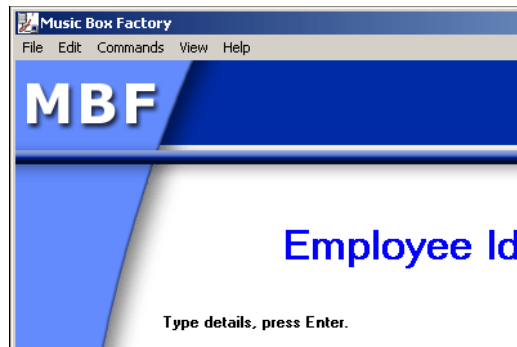 Music Box Factory
File Edit Commands View Help
MBF
Employee Id
Type details, press Enter.